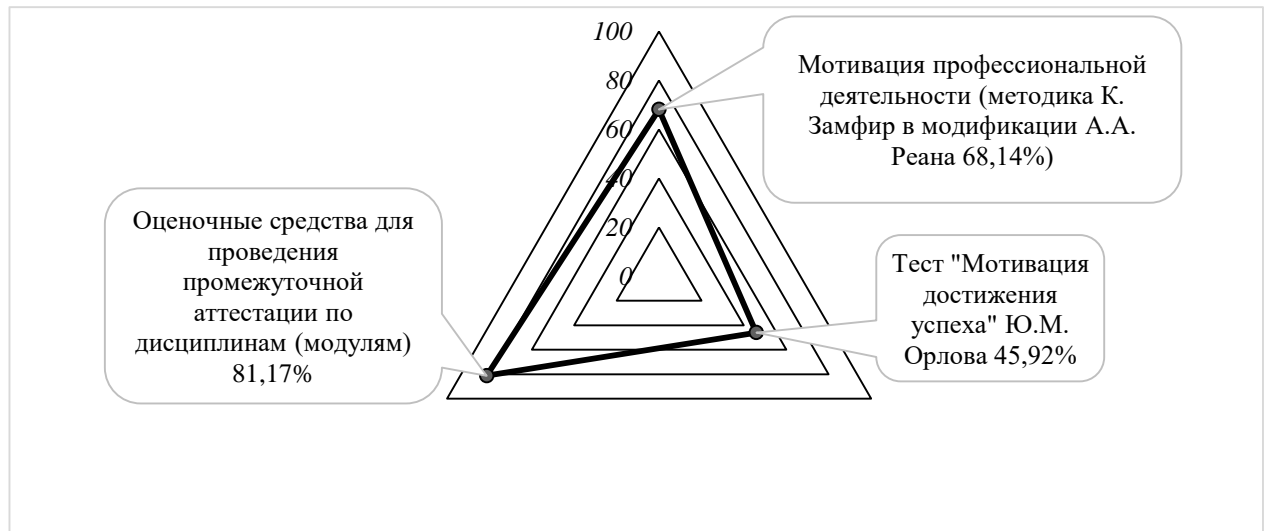 100
80
60
40
20
0
Мотивация профессиональной
деятельности (методика К.
Замфир в модификации А.А.
Реана 68,14%)
Оценочные средства для
проведения
промежуточной
аттестации по
дисциплинам (модулям)
81,17%
Тест "Мотивация
достижения
успеха" Ю.М.
Орлова 45,92%